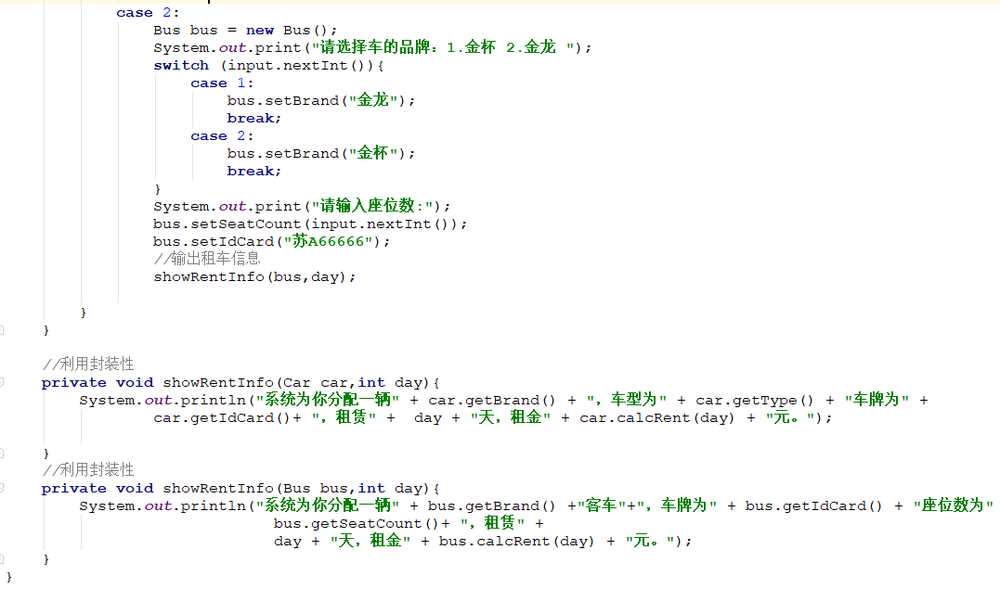 case 2:
Bus bus = new Bus();
System.out.print("请选择车的品牌：1.金杯 2.金龙 ");
switch (input.nextInt()){
case 1:
bus.setBrand("金龙");
break;
case 2:
bus.setBrand("金杯");
break;
}
System.out.print("请输入座位数:");
bus.setSeatCount(input.nextInt());
bus.setIdCard("苏A66666");
//输出租车信息
showRentInfo(bus,day);
}
}
//利用封装性
private void showRentInfo(Car car,int day){
System.out.println("系统为你分配一辆" + car.getBrand() + "，车型为" + car.getType() + "车牌为" +
car.getIdCard()+ "，租赁" +  day + "天，租金" + car.calcRent(day) + "元。");
}
//利用封装性
private void showRentInfo(Bus bus,int day){
System.out.println("系统为你分配一辆" + bus.getBrand() +"客车"+"，车牌为" + bus.getIdCard() + "座位数为"
bus.getSeatCount()+ "，租赁" +
day + "天，租金" + bus.calcRent(day) + "元。");
}
}